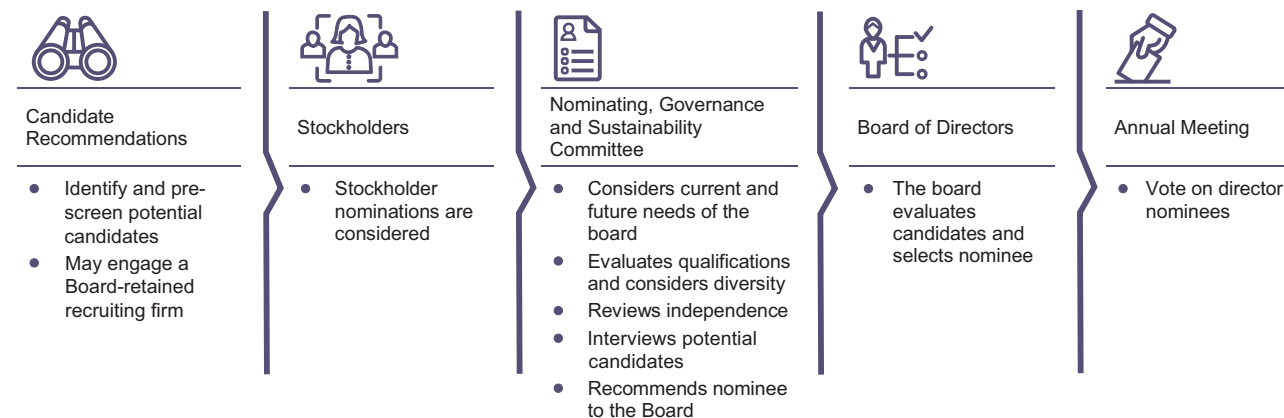 Candidate
Recommendations
● Identify and pre-
screen potential
candidates
● May engage a
Board-retained
recruiting firm
Stockholders
● Stockholder
nominations are
considered
Nominating, Governance
and Sustainability
Committee
● Considers current and
future needs of the
board
● Evaluates qualifications
and considers diversity
● Reviews independence
● Interviews potential
candidates
● Recommends nominee
to the Board
Board of Directors
● The board
evaluates
candidates and
selects nominee
Annual Meeting
● Vote on director
nominees